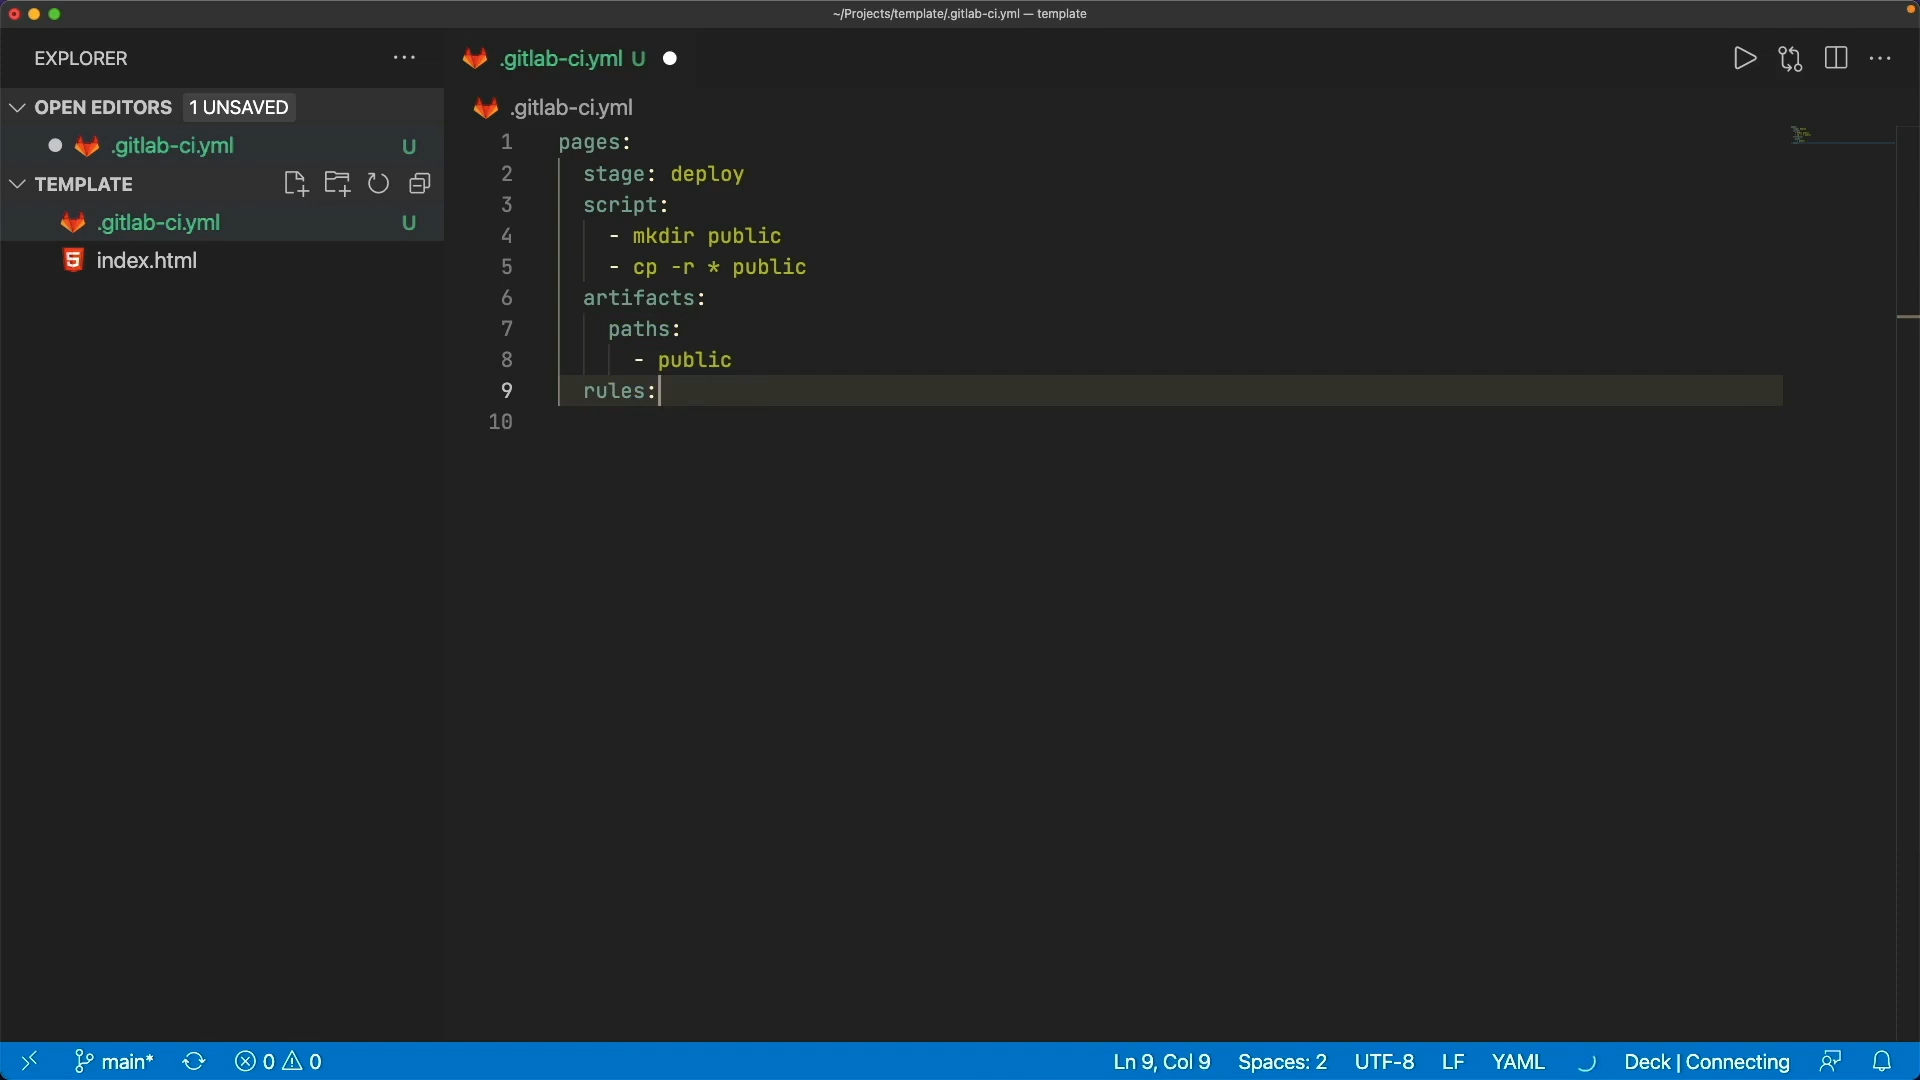 ~/Projects/template/.gitlab-ci.yml — template
EXPLORER
.gitlab-ci.yml U
OPEN EDITORS 1 UNSAVED
.gitlab-ci.yml
.gitlab-ci.yml U
TEMPLATE
.gitlab-ci.yml U
index.html
1 pages:
2 stage: deploy
3 script:
4 - mkdir public
5 - cp -r * public
6 artifacts:
7 paths:
8 - public
9 rules:
10
main* 0 0 Ln 9, Col 9 Spaces: 2 UTF-8 LF YAML Deck | Connecting